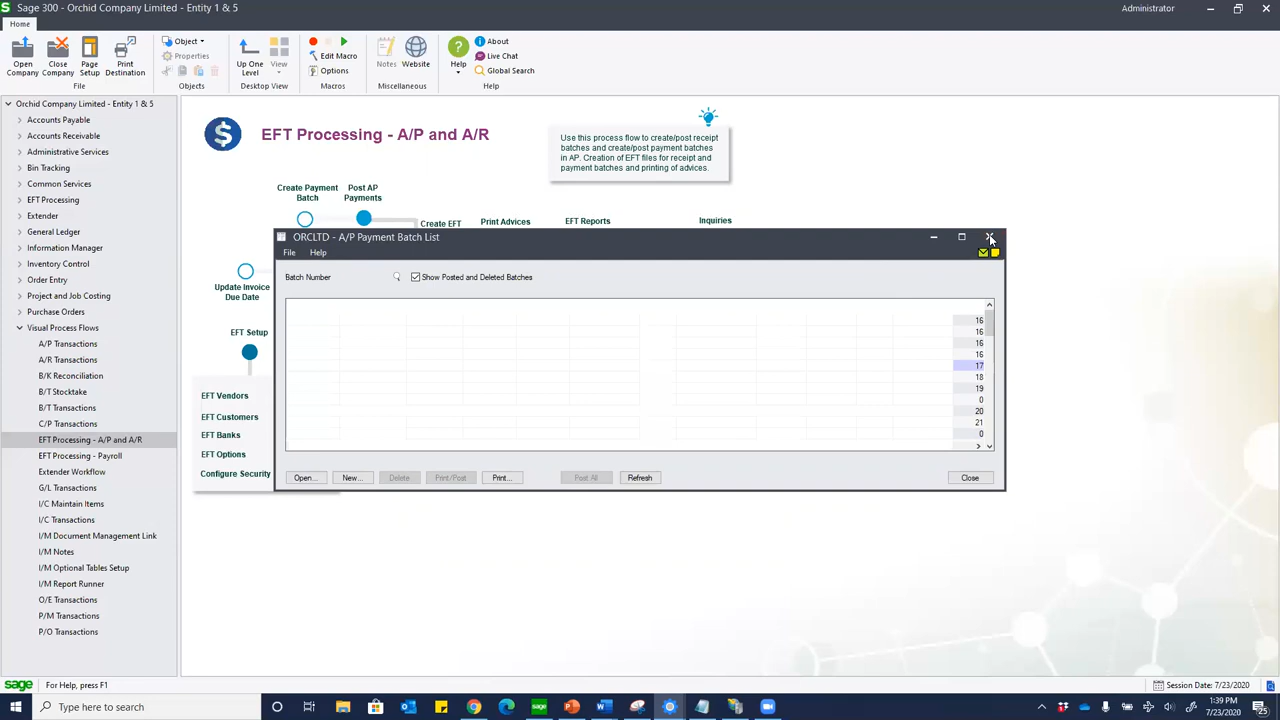 Sage 300 - Orchid Company Limited - Entity 1 & 5
Administrator
Home
Open Company
Close Company
Page Setup
Print Destination
File
Object
Properties
Objects
Up One Level
View
Desktop View
Edit Macro
Options
Macros
Notes
Website
Miscellaneous
Help
About
Live Chat
Global Search
Help
Orchid Company Limited - Entity 1 & 5
Accounts Payable
Accounts Receivable
Administrative Services
Bin Tracking
Common Services
EFT Processing
Extender
General Ledger
Information Manager
Inventory Control
Order Entry
Project and Job Costing
Purchase Orders
Visual Process Flows
A/P Transactions
A/R Transactions
B/K Reconciliation
B/T Stocktake
B/T Transactions
C/P Transactions
EFT Processing - A/P and A/R
EFT Processing - Payroll
Extender Workflow
G/L Transactions
I/C Maintain Items
I/C Transactions
I/M Document Management Link
I/M Notes
I/M Optional Tables Setup
I/M Report Runner
O/E Transactions
P/M Transactions
P/O Transactions
EFT Processing - A/P and A/R
Use this process flow to create/post receipt
batches and create/post payment batches
in AP. Creation of EFT files for receipt and
payment batches and printing of advices.
Create Payment
Batch
Post AP
Payments
Create EFT
Print Advices
EFT Reports
Inquiries
Update Invoice
Due Date
EFT Setup
EFT Vendors
EFT Customers
EFT Banks
EFT Options
Configure Security
ORCLTD - A/P Payment Batch List
File
Help
Batch Number
Show Posted and Deleted Batches
16
16
16
16
17
18
19
0
20
21
0
Open...
New...
Delete
Print/Post
Print...
Post All
Refresh
Close
sage
For Help, press F1
Session Date: 7/23/2020
Type here to search
1:39 PM
7/23/2020